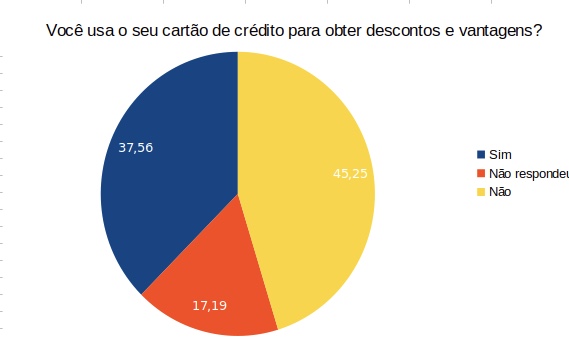 Você usa o seu cartão de crédito para obter descontos e vantagens?
37,56
45,25
17,19
Sim
Não respondeu
Não